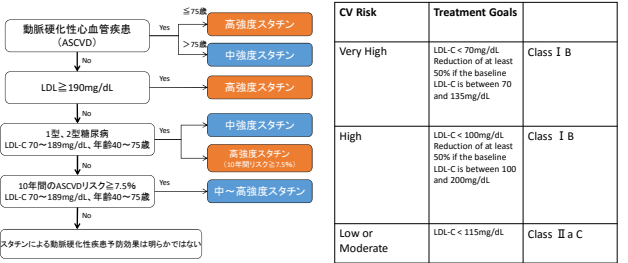 動脈硬化性心血管疾患
(ASCVD)
Yes
≦75歳
高強度スタチン
>75歳
中強度スタチン
No
LDL≧190mg/dL
Yes
高強度スタチン
No
1型、2型糖尿病
LDL-C 70~189mg/dL、年齢40~75歳
Yes
中強度スタチン
高強度スタチン
(10年間リスク≧7.5%)
No
10年間のASCVDリスク≧7.5%
LDL-C 70~189mg/dL、年齢40~75歳
Yes
中~高強度スタチン
No
スタチンによる動脈硬化性疾患予防効果は明らかではない
CV Risk
Treatment Goals
Very High
LDL-C < 70mg/dL
Reduction of at least
50% if the baseline
LDL-C is between 70
and 135mg/dL
Class Ⅰ B
High
LDL-C < 100mg/dL
Reduction of at least
50% if the baseline
LDL-C is between 100
and 200mg/dL
Class Ⅰ B
Low or
Moderate
LDL-C < 115mg/dL
Class Ⅱ a C